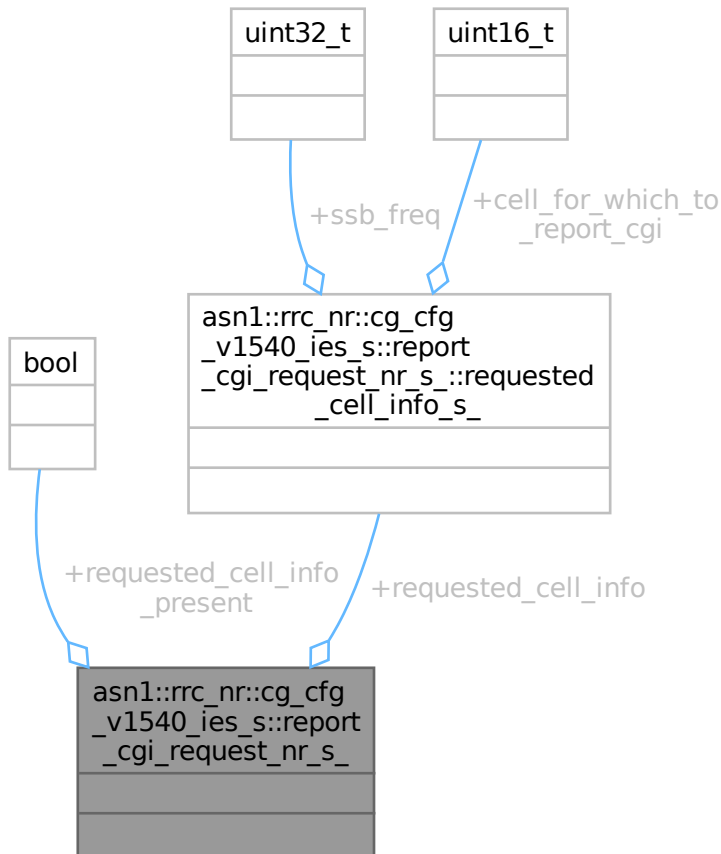 uint32_t
uint16_t
+ssb_freq
+cell_for_which_to
_report_cgi
asn1::rrc_nr::cg_cfg
_v1540_ies_s::report
_cgi_request_nr_s_::requested
_cell_info_s_
bool
+requested_cell_info
_present
+requested_cell_info
asn1::rrc_nr::cg_cfg
_v1540_ies_s::report
_cgi_request_nr_s_